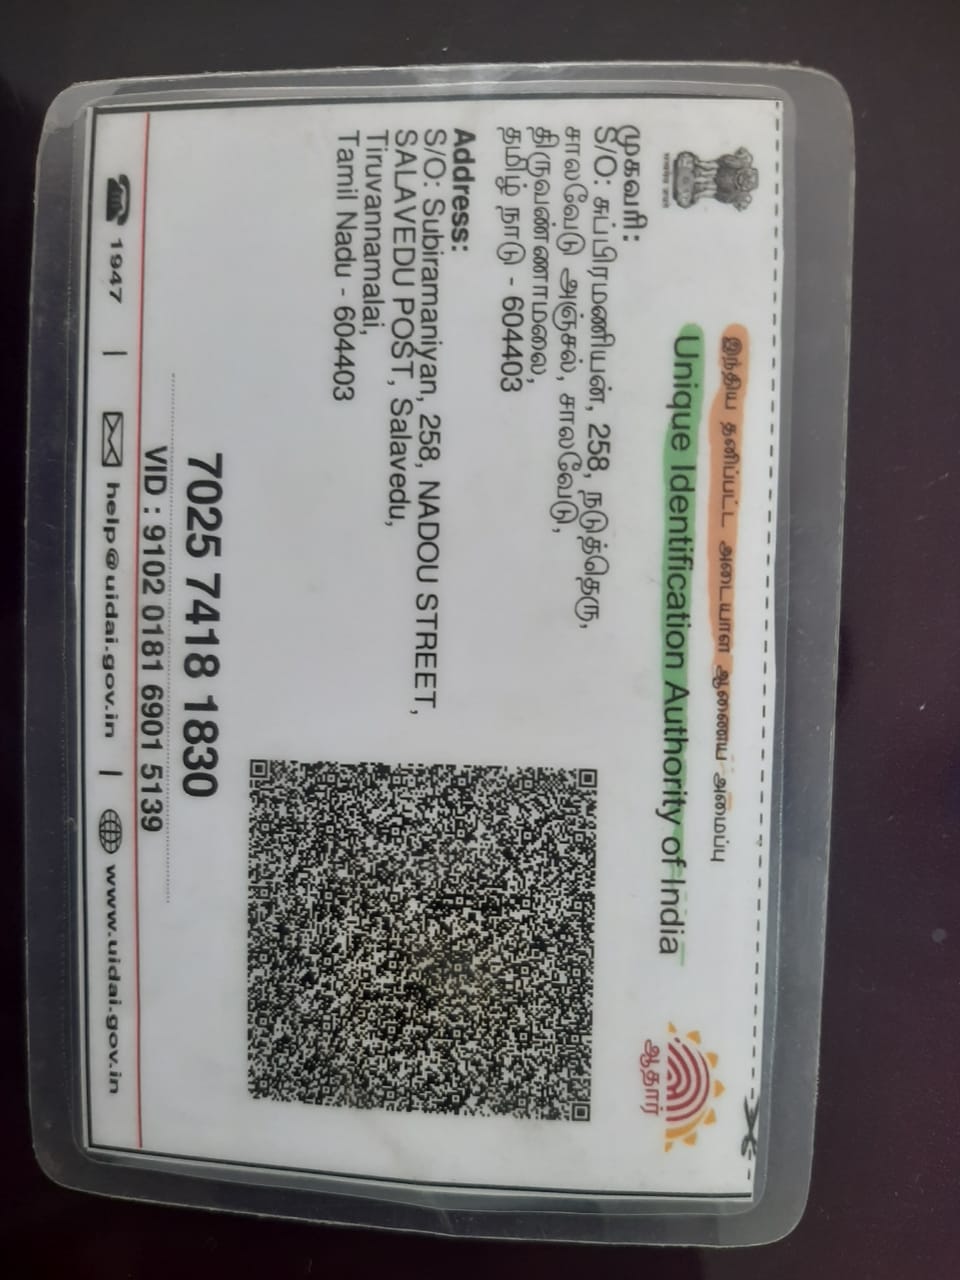 இந்திய தனிப்பட்ட அடையாள ஆணைய அமைப்பு
Unique Identification Authority of India
ஆதார்
முகவரி:
S/O: சுப்பிரமணியன், 258, நடுத்தெரு,
சாலவேடு அஞ்சல், சாலவேடு,
திருவண்ணாமலை,
தமிழ் நாடு - 604403
Address:
S/O: Subiramaniyan, 258, NADOU STREET,
SALAVEDU POST, Salavedu,
Tiruvannamalai,
Tamil Nadu - 604403
7025 7418 1830
VID : 9102 0181 6901 5139
1947 | help@uidai.gov.in | www.uidai.gov.in